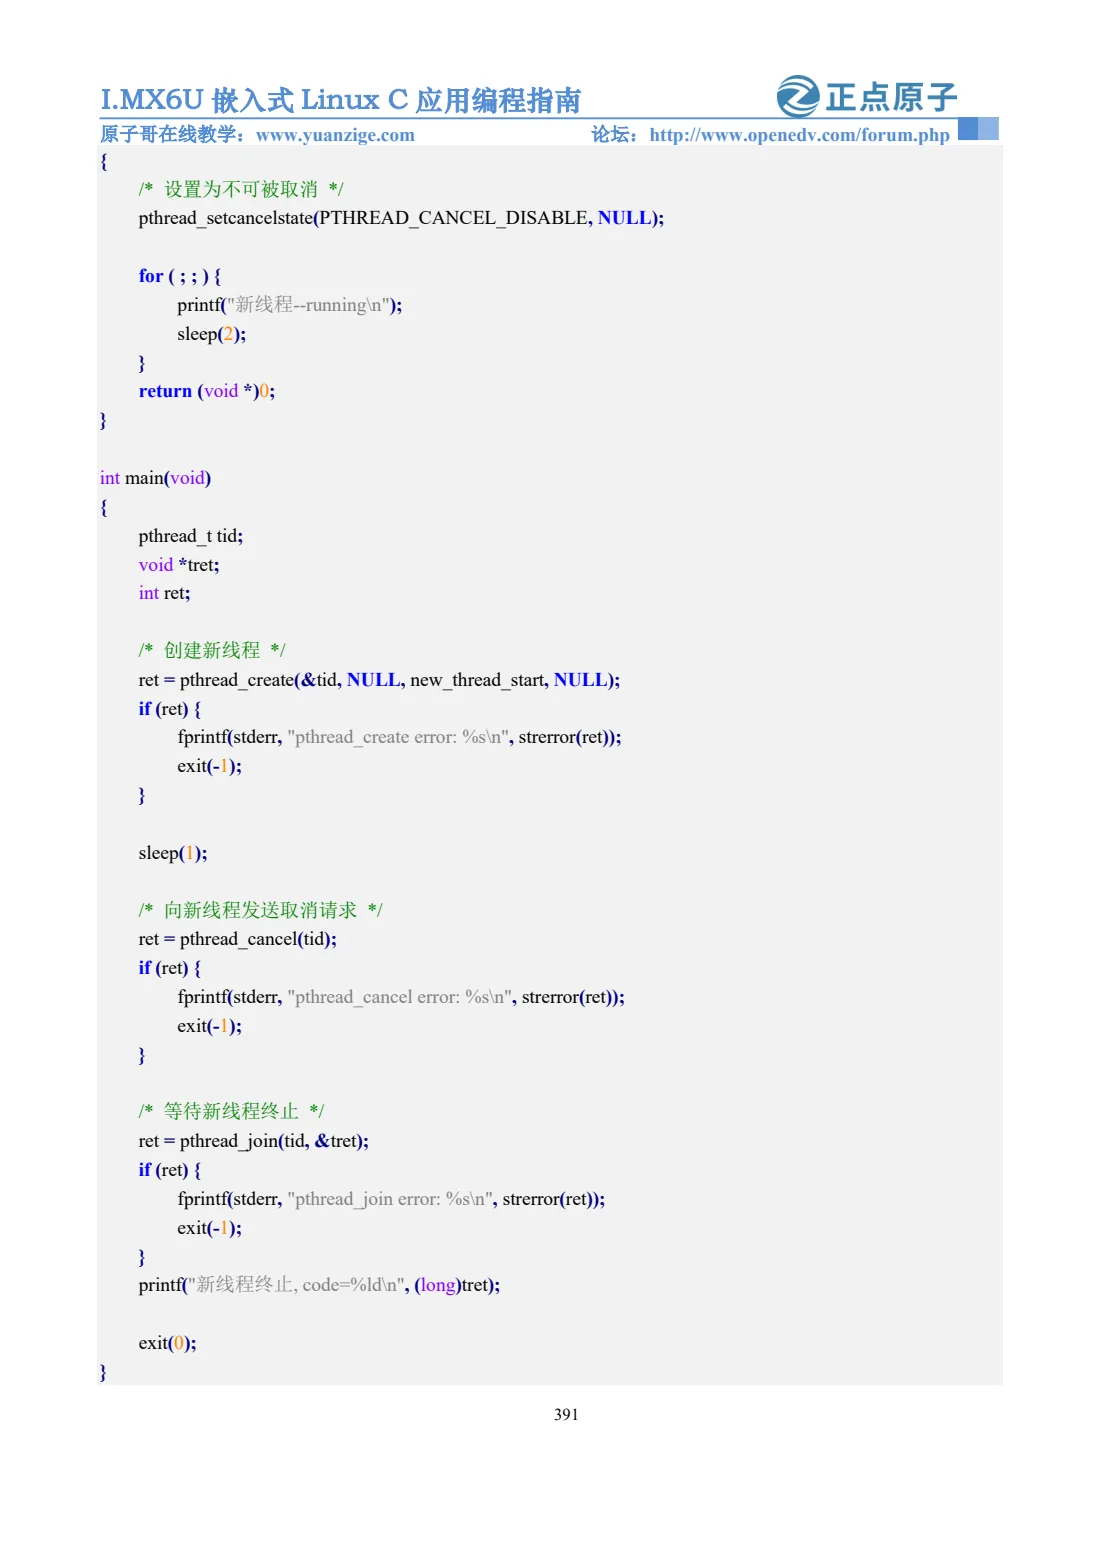 I.MX6U 嵌入式 Linux C 应用编程指南
正点原子
原子哥在线教学：www.yuanzige.com 论坛：http://www.openedv.com/forum.php
{
/* 设置为不可被取消 */
pthread_setcancelstate(PTHREAD_CANCEL_DISABLE, NULL);
for ( ; ; ) {
printf("新线程--running\n");
sleep(2);
}
return (void *)0;
}
int main(void)
{
pthread_t tid;
void *tret;
int ret;
/* 创建新线程 */
ret = pthread_create(&tid, NULL, new_thread_start, NULL);
if (ret) {
fprintf(stderr, "pthread_create error: %s\n", strerror(ret));
exit(-1);
}
sleep(1);
/* 向新线程发送取消请求 */
ret = pthread_cancel(tid);
if (ret) {
fprintf(stderr, "pthread_cancel error: %s\n", strerror(ret));
exit(-1);
}
/* 等待新线程终止 */
ret = pthread_join(tid, &tret);
if (ret) {
fprintf(stderr, "pthread_join error: %s\n", strerror(ret));
exit(-1);
}
printf("新线程终止, code=%ld\n", (long)tret);
exit(0);
}
391